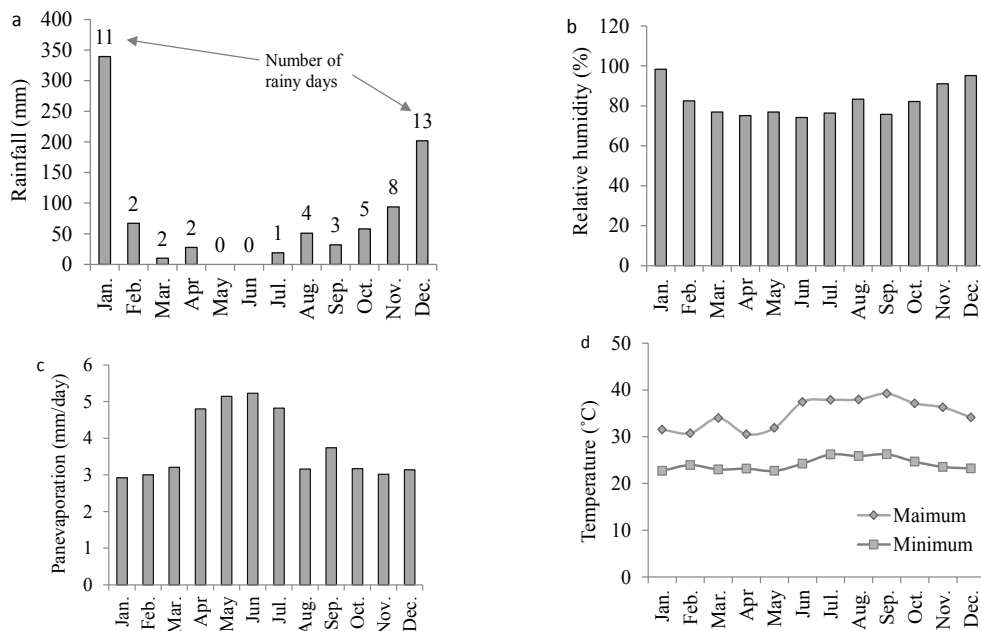 a
Rainfall (mm)
400
350
300
250
200
150
100
50
0
11
2
2
2
0
0
1
4
3
5
8
13
Number of
rainy days
Jan.
Feb.
Mar.
Apr
May
Jun
Jul.
Aug.
Sep.
Oct.
Nov.
Dec.
b
Relative humidity (%)
120
100
80
60
40
20
0
Jan.
Feb.
Mar.
Apr
May
Jun
Jul.
Aug.
Sep.
Oct.
Nov.
Dec.
c
Panevaporation (mm/day)
6
5
4
3
2
1
0
Jan.
Feb.
Mar.
Apr
May
Jun
Jul.
Aug.
Sep.
Oct.
Nov.
Dec.
d
Temperature (˚C)
50
40
30
20
10
0
Maimum
Minimum
Jan.
Feb.
Mar.
Apr
May
Jun
Jul.
Aug.
Sep.
Oct.
Nov.
Dec.